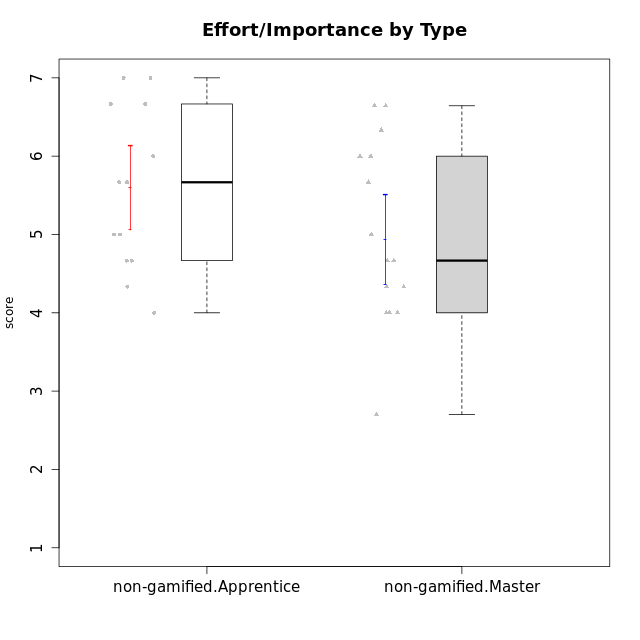 Effort/Importance by Type
7
6
5
4
3
2
1
score
non-gamified.Apprentice
non-gamified.Master